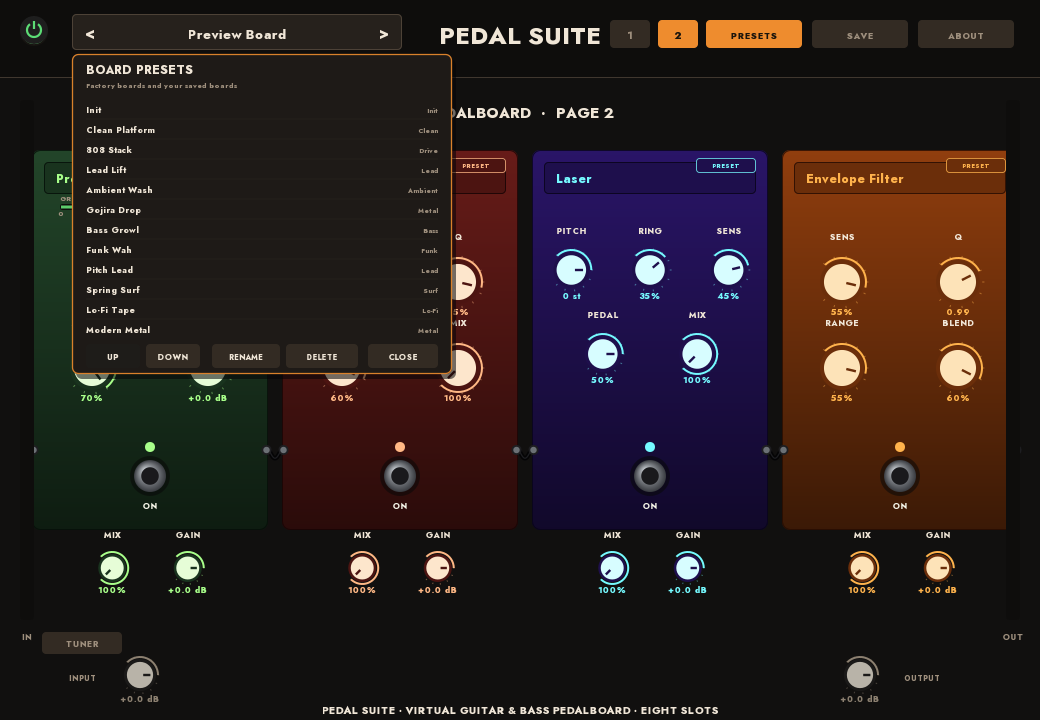 < Preview Board >
PEDAL SUITE
1
2
PRESETS
SAVE
ABOUT
BOARD PRESETS
Factory boards and your saved boards
Init Init
Clean Platform Clean
808 Stack Drive
Lead Lift Lead
Ambient Wash Ambient
Gojira Drop Metal
Bass Growl Bass
Funk Wah Funk
Pitch Lead Lead
Spring Surf Surf
Lo-Fi Tape Lo-Fi
Modern Metal Metal
UP DOWN RENAME DELETE CLOSE
DALBOARD · PAGE 2
Pre
GR
0
70%
+0.0 dB
ON
MIX GAIN
100% +0.0 dB
PRESET
Q
5%
MIX
60% 100%
ON
MIX GAIN
100% +0.0 dB
Laser
PRESET
PITCH RING SENS
0 st 35% 45%
PEDAL MIX
50% 100%
ON
MIX GAIN
100% +0.0 dB
Envelope Filter
PRESET
SENS Q
55% 0.99
RANGE BLEND
55% 60%
ON
MIX GAIN
100% +0.0 dB
IN
TUNER
OUT
INPUT
+0.0 dB
OUTPUT
+0.0 dB
PEDAL SUITE · VIRTUAL GUITAR & BASS PEDALBOARD · EIGHT SLOTS